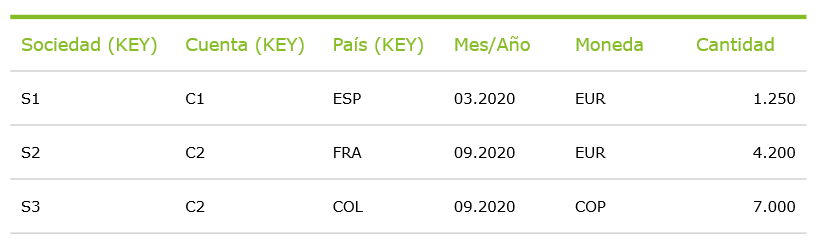 Sociedad (KEY) Cuenta (KEY) País (KEY) Mes/Año Moneda Cantidad
S1 C1 ESP 03.2020 EUR 1.250
S2 C2 FRA 09.2020 EUR 4.200
S3 C2 COL 09.2020 COP 7.000